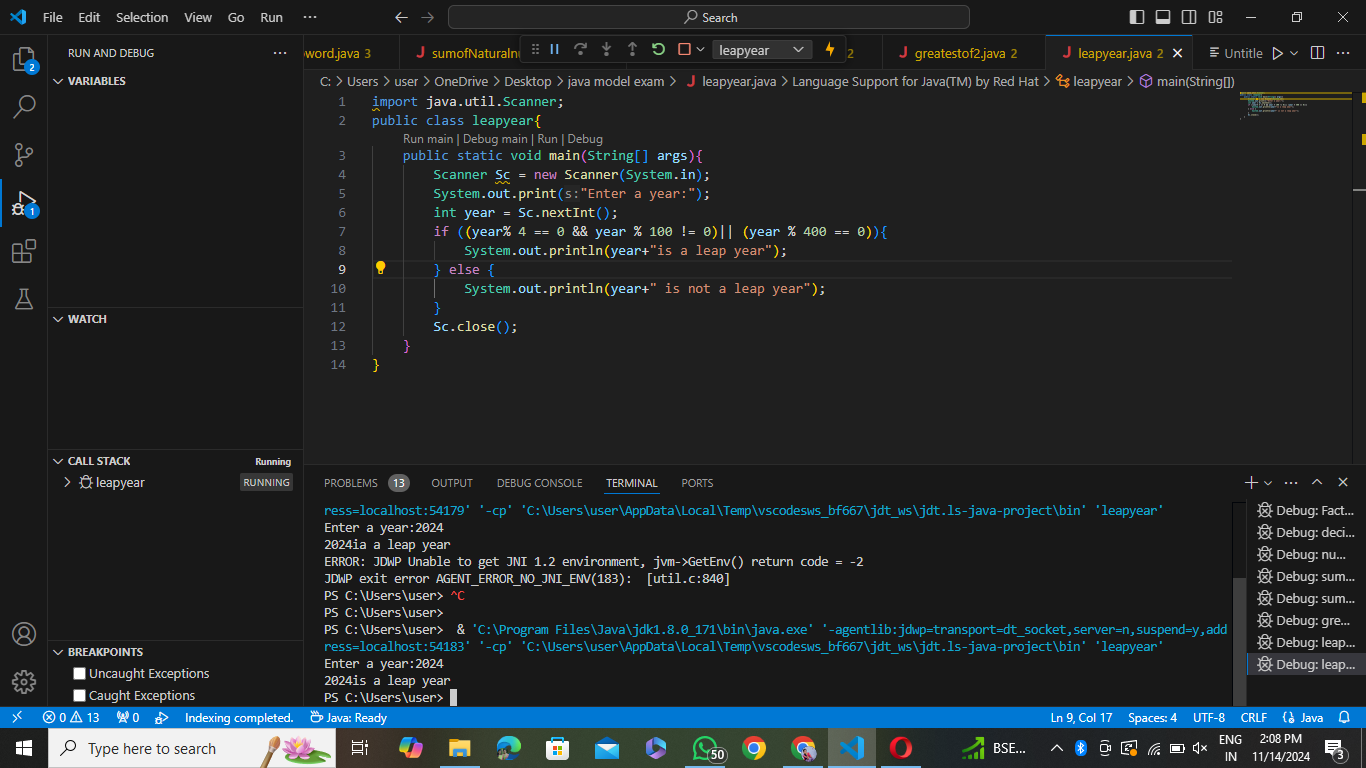 File Edit Selection View Go Run ··· Search
RUN AND DEBUG ···
VARIABLES
WATCH
CALL STACK Running
leapyear RUNNING
BREAKPOINTS
Uncaught Exceptions
Caught Exceptions
word.java 3 sumofNaturalnu leapyear 2 greatestof2.java 2 leapyear.java 2 Untitle
C: > Users > user > OneDrive > Desktop > java model exam > leapyear.java > Language Support for Java(TM) by Red Hat > leapyear > main(String[])
1 import java.util.Scanner;
2 public class leapyear{
Run main | Debug main | Run | Debug
3 public static void main(String[] args){
4 Scanner Sc = new Scanner(System.in);
5 System.out.print(s:"Enter a year:");
6 int year = Sc.nextInt();
7 if ((year% 4 == 0 && year % 100 != 0)|| (year % 400 == 0)){
8 System.out.println(year+"is a leap year");
9 } else {
10 System.out.println(year+" is not a leap year");
11 }
12 Sc.close();
13 }
14 }
PROBLEMS 13 OUTPUT DEBUG CONSOLE TERMINAL PORTS
ress=localhost:54179' '-cp' 'C:\Users\user\AppData\Local\Temp\vscodesws_bf667\jdt_ws\jdt.ls-java-project\bin' 'leapyear'
Enter a year:2024
2024ia a leap year
ERROR: JDWP Unable to get JNI 1.2 environment, jvm->GetEnv() return code = -2
JDWP exit error AGENT_ERROR_NO_JNI_ENV(183):  [util.c:840]
PS C:\Users\user> ^C
PS C:\Users\user>
PS C:\Users\user>  & 'C:\Program Files\Java\jdk1.8.0_171\bin\java.exe' '-agentlib:jdwp=transport=dt_socket,server=n,suspend=y,add
ress=localhost:54183' '-cp' 'C:\Users\user\AppData\Local\Temp\vscodesws_bf667\jdt_ws\jdt.ls-java-project\bin' 'leapyear'
Enter a year:2024
2024is a leap year
PS C:\Users\user>
Debug: Fact...
Debug: deci...
Debug: nu...
Debug: sum...
Debug: sum...
Debug: gre...
Debug: leap...
Debug: leap...
0 13 0 Indexing completed. Java: Ready Ln 9, Col 17 Spaces: 4 UTF-8 CRLF Java
Type here to search 50 BSE... ENG 2:08 PM
IN 11/14/2024 3